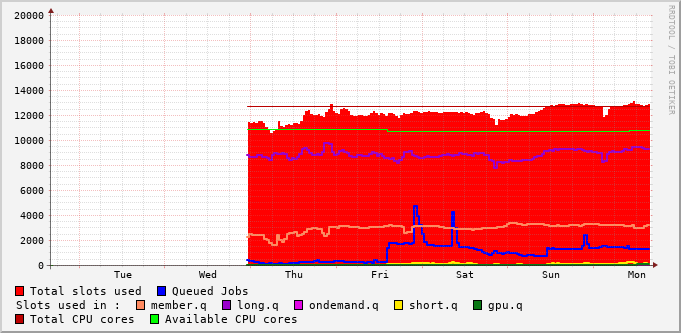 20000
18000
16000
14000
12000
10000
8000
6000
4000
2000
0
Tue Wed Thu Fri Sat Sun Mon
RRDTOOL / TOBI OETIKER
Total slots used Queued Jobs
Slots used in : member.q long.q ondemand.q short.q gpu.q
Total CPU cores Available CPU cores